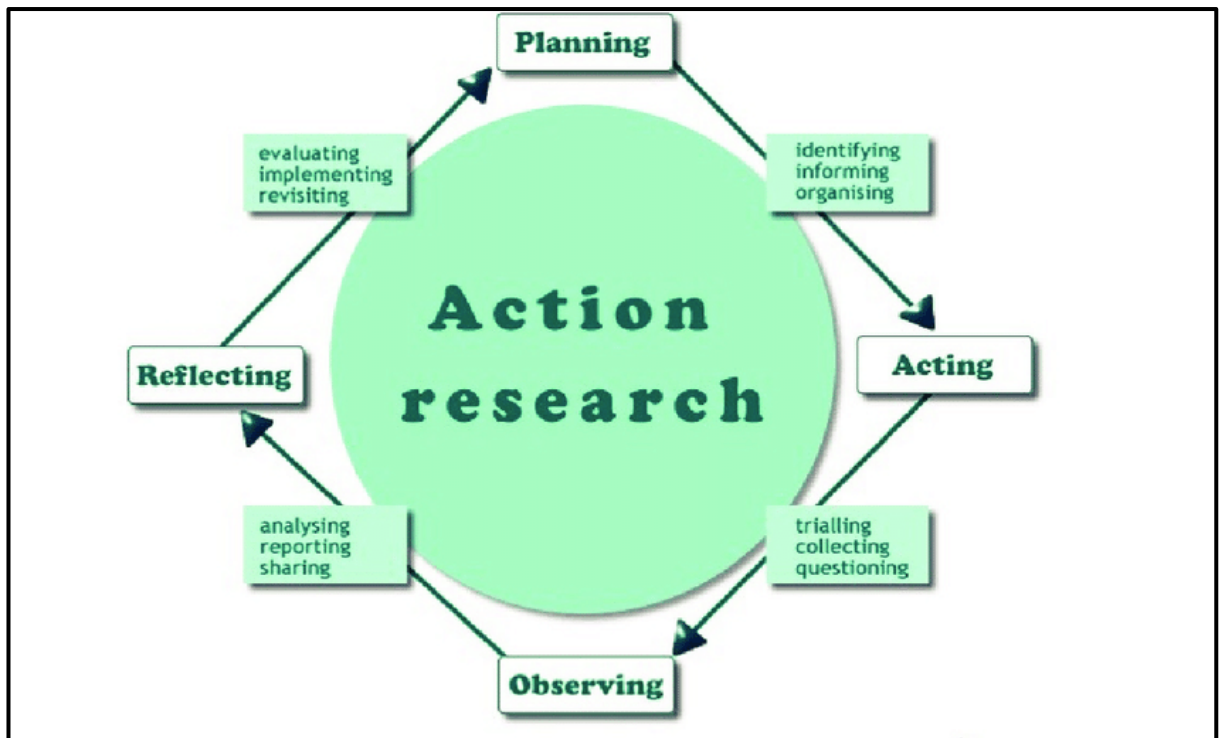 Planning
evaluating
implementing
revisiting
identifying
informing
organising
Action
research
Reflecting
Acting
analysing
reporting
sharing
trialling
collecting
questioning
Observing